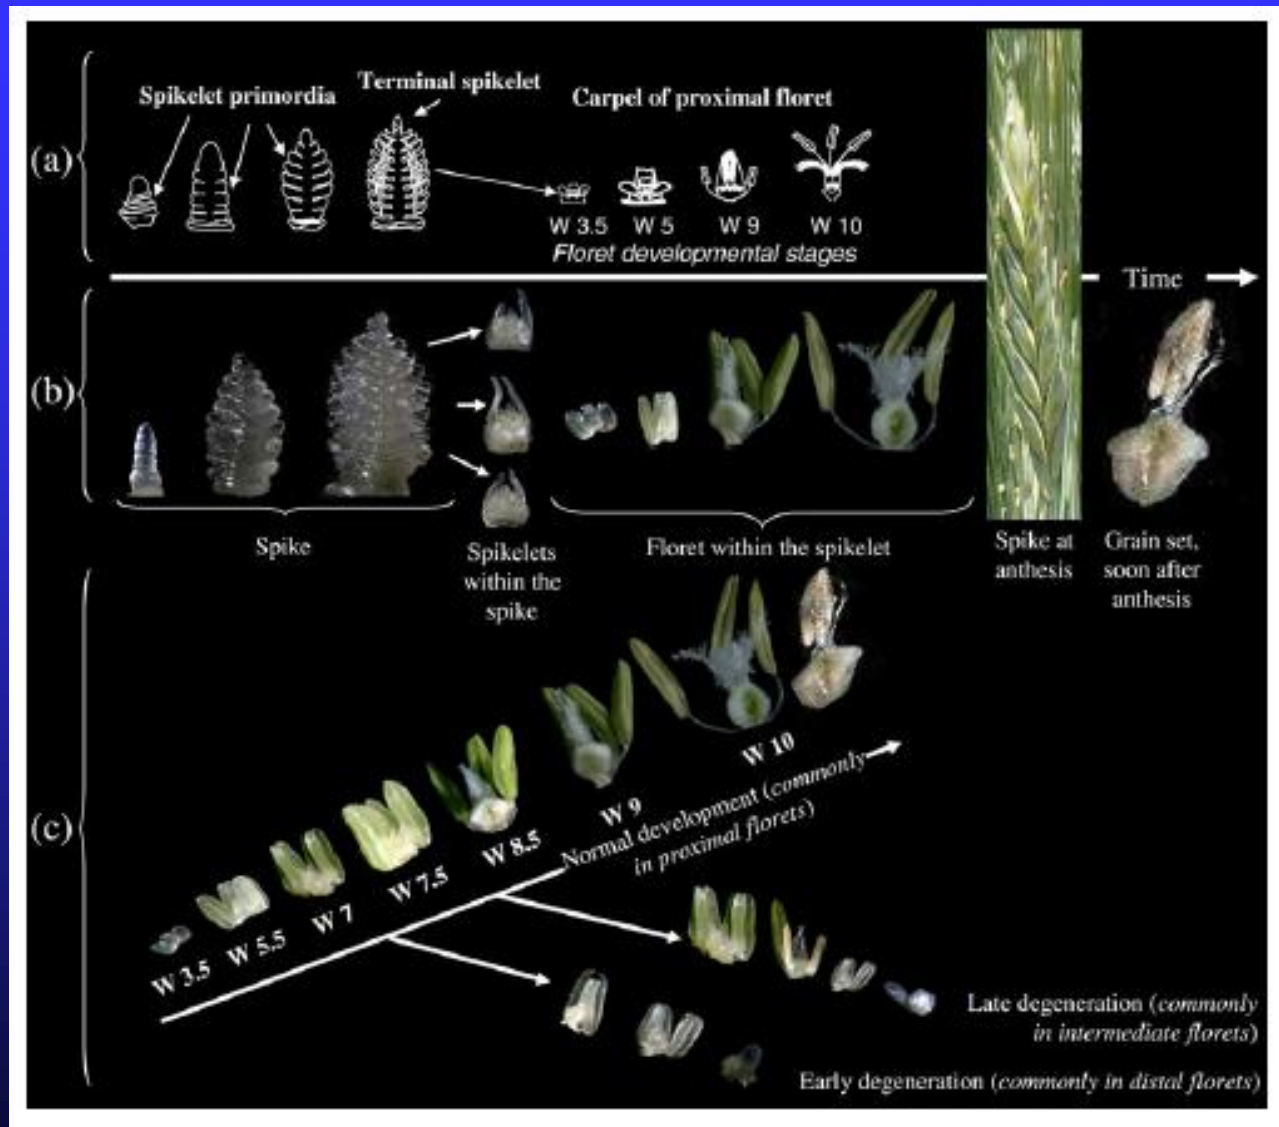 (a)
Spikelet primordia
Terminal spikelet
Carpel of proximal floret
W 3.5 W 5 W 9 W 10
Floret developmental stages
Time
(b)
Spike
Spikelets
within the
spike
Floret within the spikelet
Spike at
anthesis
Grain set,
soon after
anthesis
(c)
W 3.5
W 5.5
W 7
W 7.5
W 8.5
W 9
W 10
Normal development (commonly
in proximal florets)
Late degeneration (commonly
in intermediate florets)
Early degeneration (commonly in distal florets)